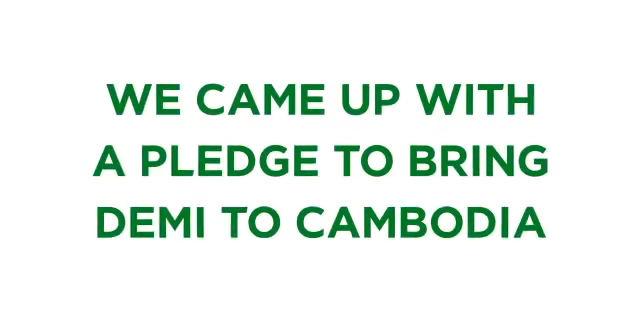 WE CAME UP WITH
A PLEDGE TO BRING
DEMI TO CAMBODIA